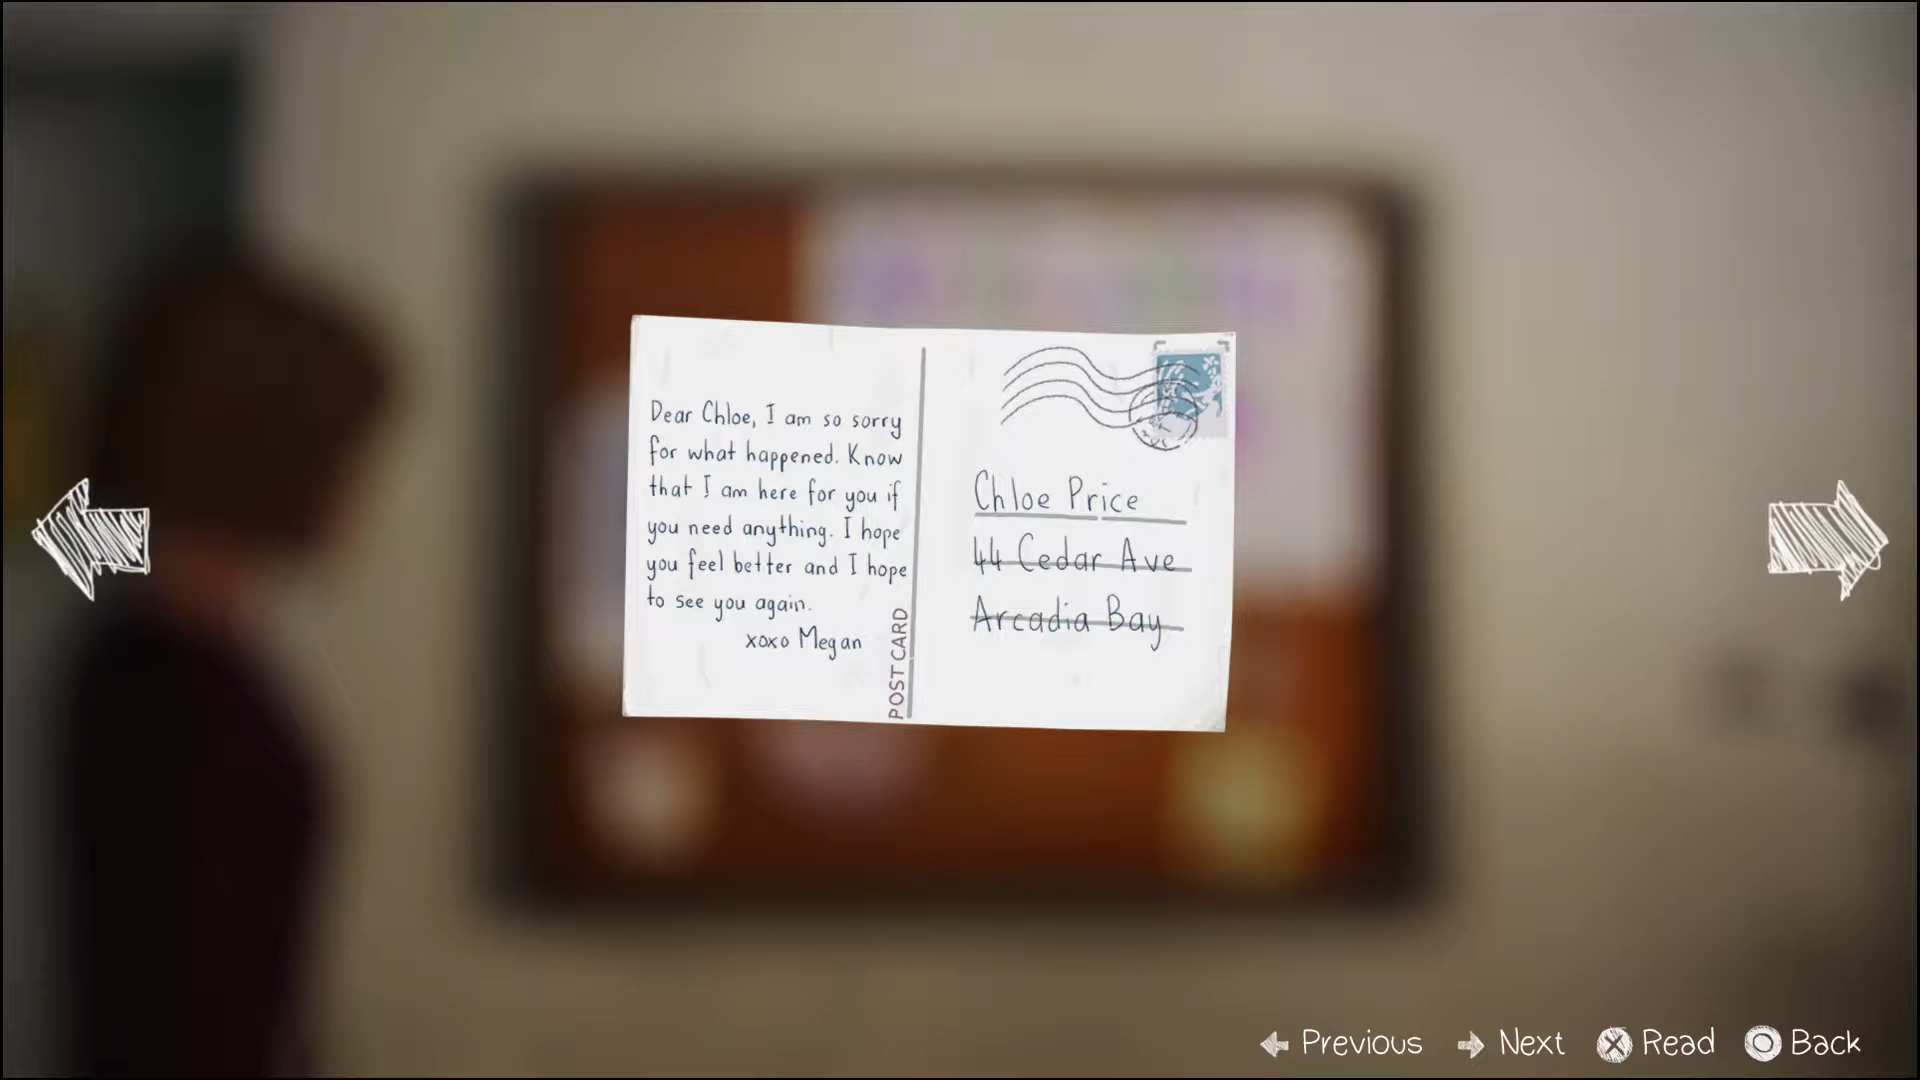 Dear Chloe, I am so sorry
for what happened. Know
that I am here for you if
you need anything. I hope
you feel better and I hope
to see you again.
xoxo Megan
POSTCARD
Chloe Price
44 Cedar Ave
Arcadia Bay
Previous
Next
Read
Back